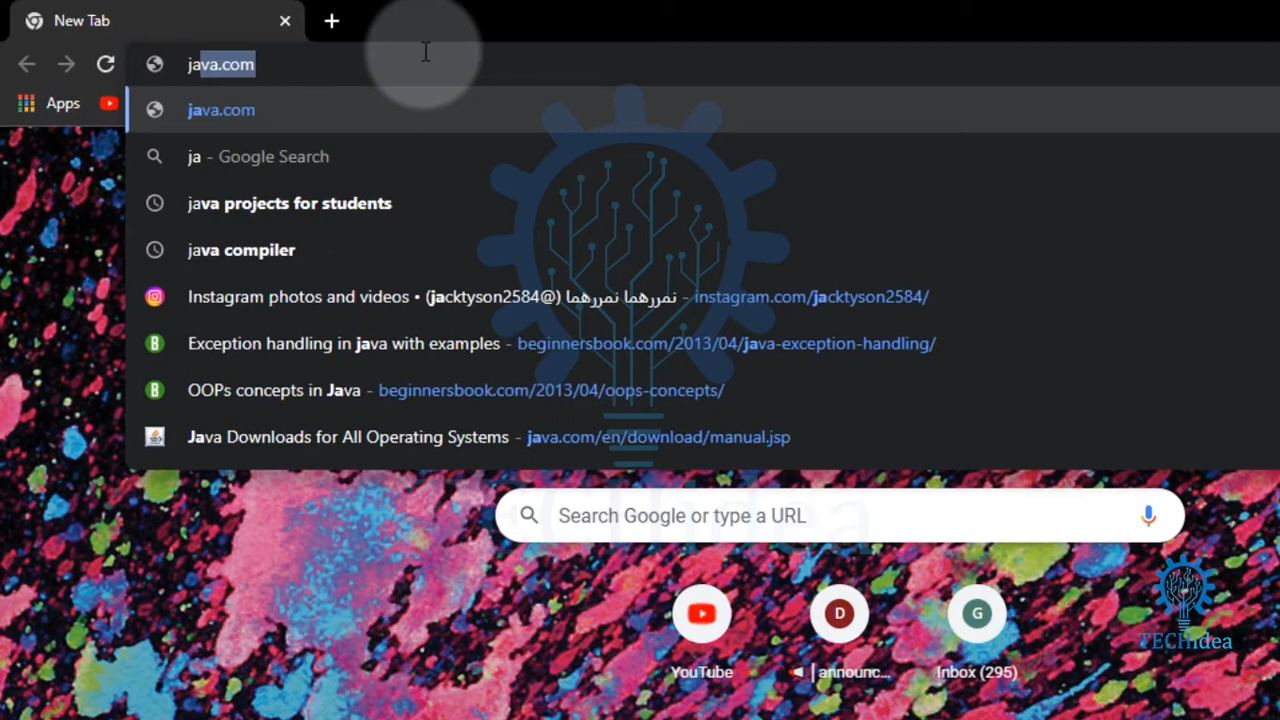 New Tab
java.com
Apps
java.com
ja - Google Search
java projects for students
java compiler
Instagram photos and videos • (jacktyson2584@) نمررهما نمررهما - instagram.com/jacktyson2584/
Exception handling in java with examples - beginnersbook.com/2013/04/java-exception-handling/
OOPs concepts in Java - beginnersbook.com/2013/04/oops-concepts/
Java Downloads for All Operating Systems - java.com/en/download/manual.jsp
TECHidea
Search Google or type a URL
D
G
TECHidea
YouTube
| announc...
Inbox (295)